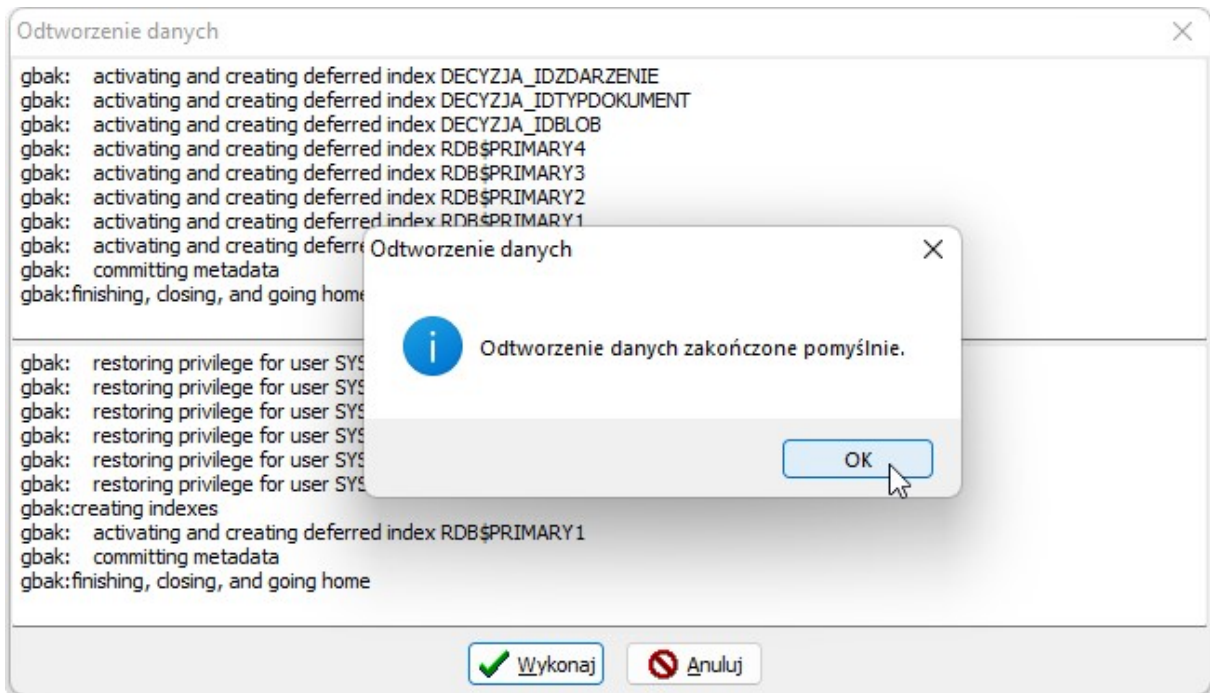 Odtworzenie danych
gbak: activating and creating deferred index DECYZJA_IDZDARZENIE
gbak: activating and creating deferred index DECYZJA_IDTYPDOKUMENT
gbak: activating and creating deferred index DECYZJA_IDBLOB
gbak: activating and creating deferred index RDB$PRIMARY4
gbak: activating and creating deferred index RDB$PRIMARY3
gbak: activating and creating deferred index RDB$PRIMARY2
gbak: activating and creating deferred index RDB$PRIMARY1
gbak: activating and creating deferre
gbak: committing metadata
gbak:finishing, closing, and going home
Odtworzenie danych
Odtworzenie danych zakończone pomyślnie.
OK
gbak: restoring privilege for user SYS
gbak: restoring privilege for user SYS
gbak: restoring privilege for user SYS
gbak: restoring privilege for user SYS
gbak: restoring privilege for user SYS
gbak: restoring privilege for user SYS
gbak:creating indexes
gbak: activating and creating deferred index RDB$PRIMARY1
gbak: committing metadata
gbak:finishing, closing, and going home
Wykonaj
Anuluj